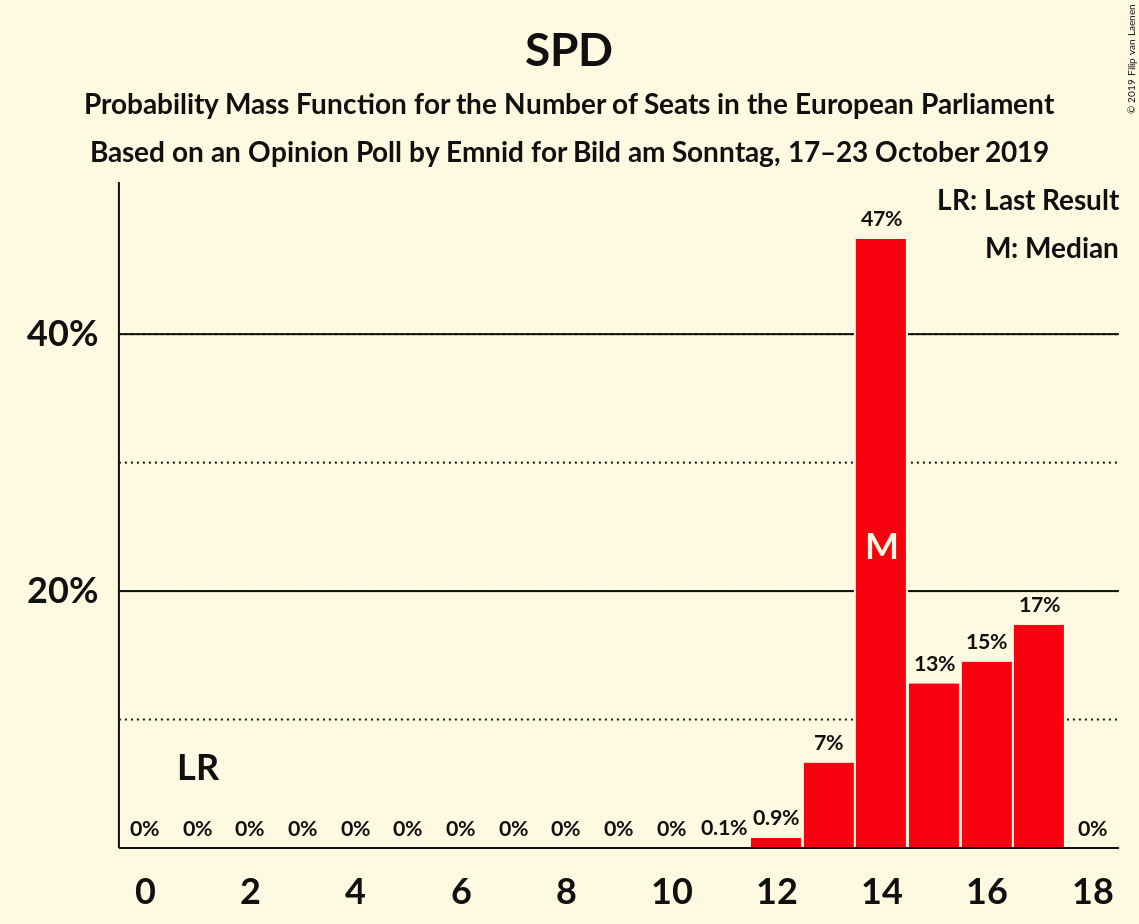 SPD
Probability Mass Function for the Number of Seats in the European Parliament
Based on an Opinion Poll by Emnid for Bild am Sonntag, 17–23 October 2019
© 2019 Filip van Laenen
LR: Last Result
M: Median
47%
40%
M
20%
17%
15%
13%
7%
LR
0% 0% 0% 0% 0% 0% 0% 0% 0% 0% 0% 0.1% 0.9% 0%
0 2 4 6 8 10 12 14 16 18